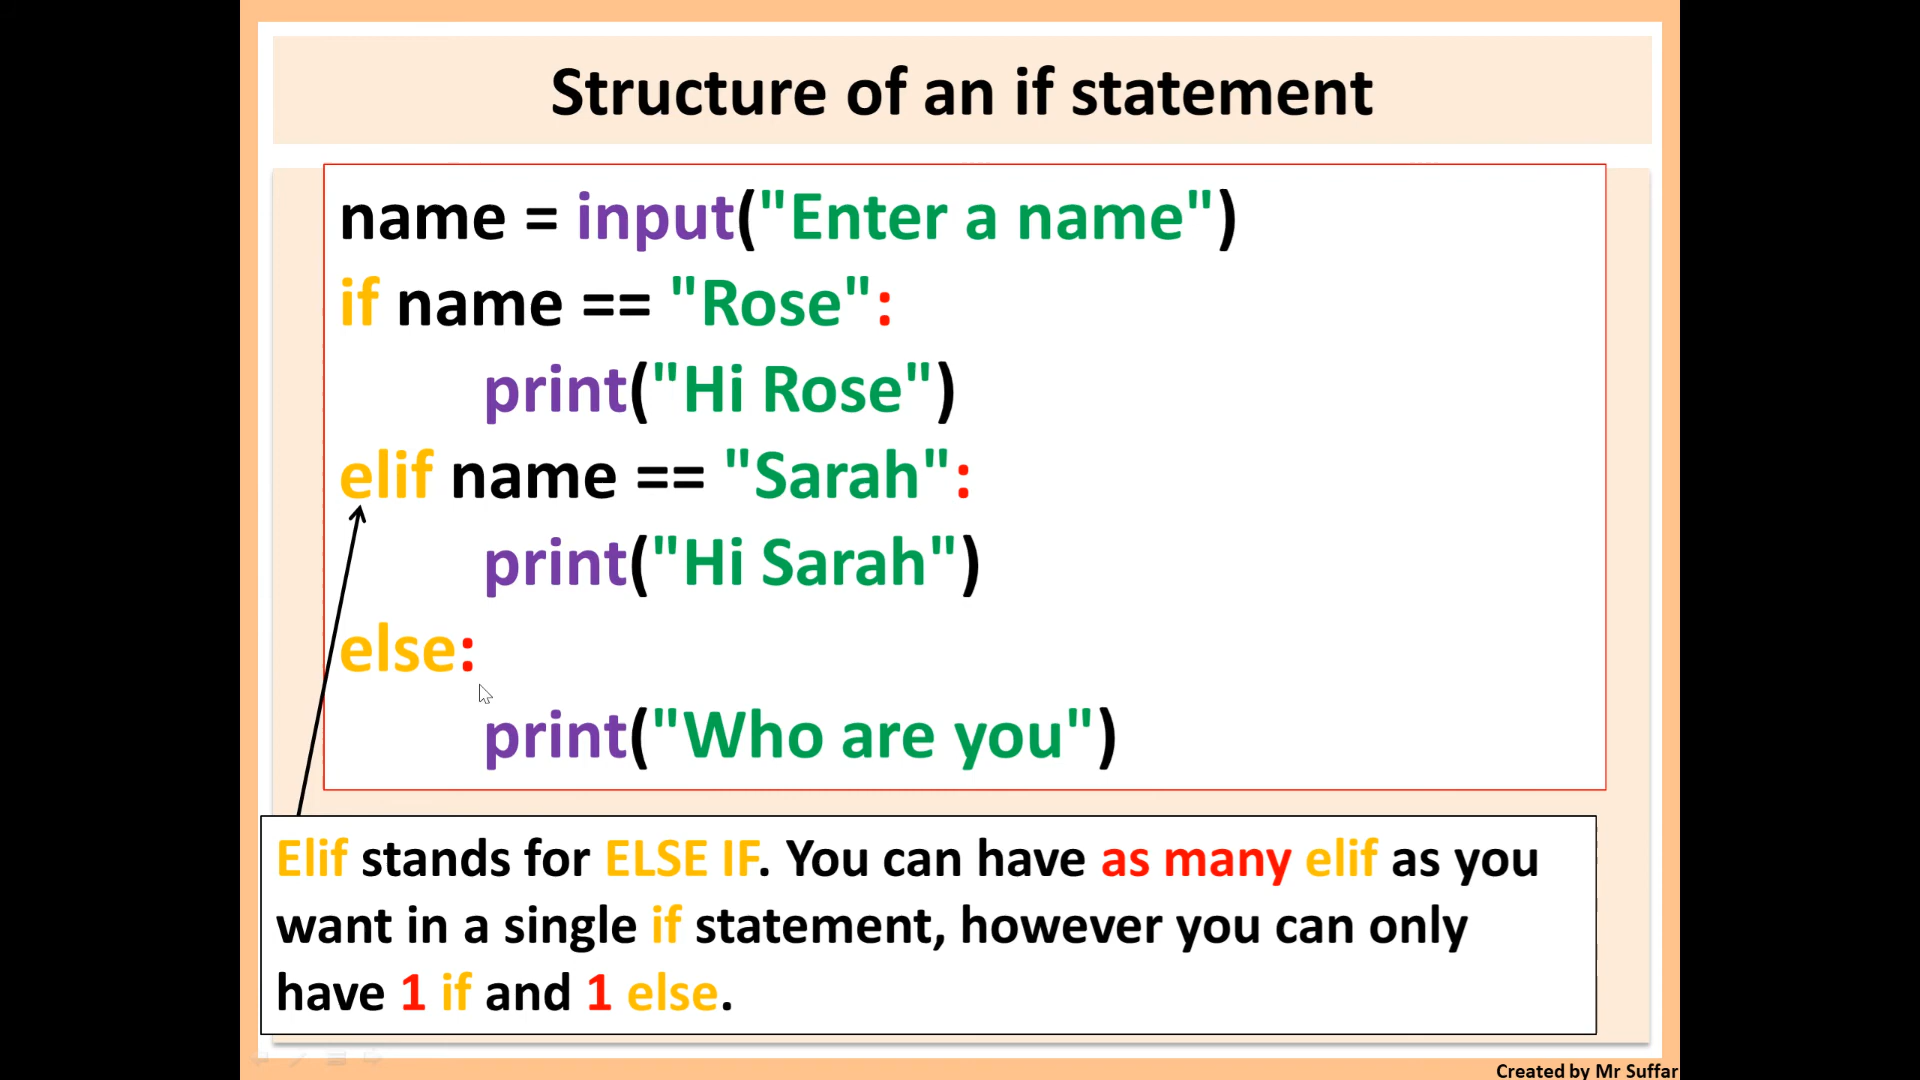 Structure of an if statement
name = input("Enter a name")
if name == "Rose":
print("Hi Rose")
elif name == "Sarah":
print("Hi Sarah")
else:
print("Who are you")
Elif stands for ELSE IF. You can have as many elif as you
want in a single if statement, however you can only
have 1 if and 1 else.
Created by Mr Suffar